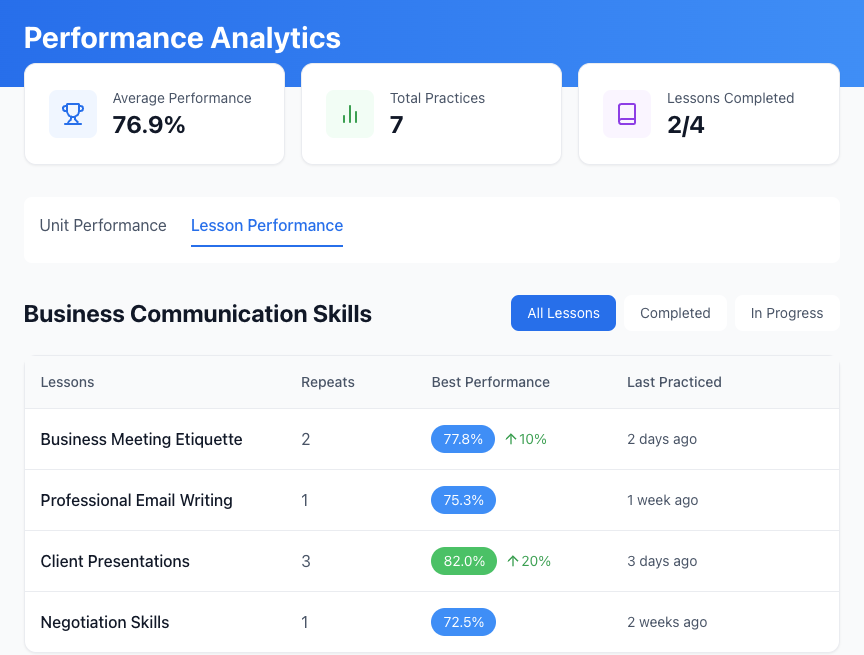 Performance Analytics
Average Performance
76.9%
Total Practices
7
Lessons Completed
2/4
Unit Performance Lesson Performance
Business Communication Skills
All Lessons Completed In Progress
Lessons Repeats Best Performance Last Practiced
Business Meeting Etiquette 2 77.8% ↑10% 2 days ago
Professional Email Writing 1 75.3% 1 week ago
Client Presentations 3 82.0% ↑20% 3 days ago
Negotiation Skills 1 72.5% 2 weeks ago